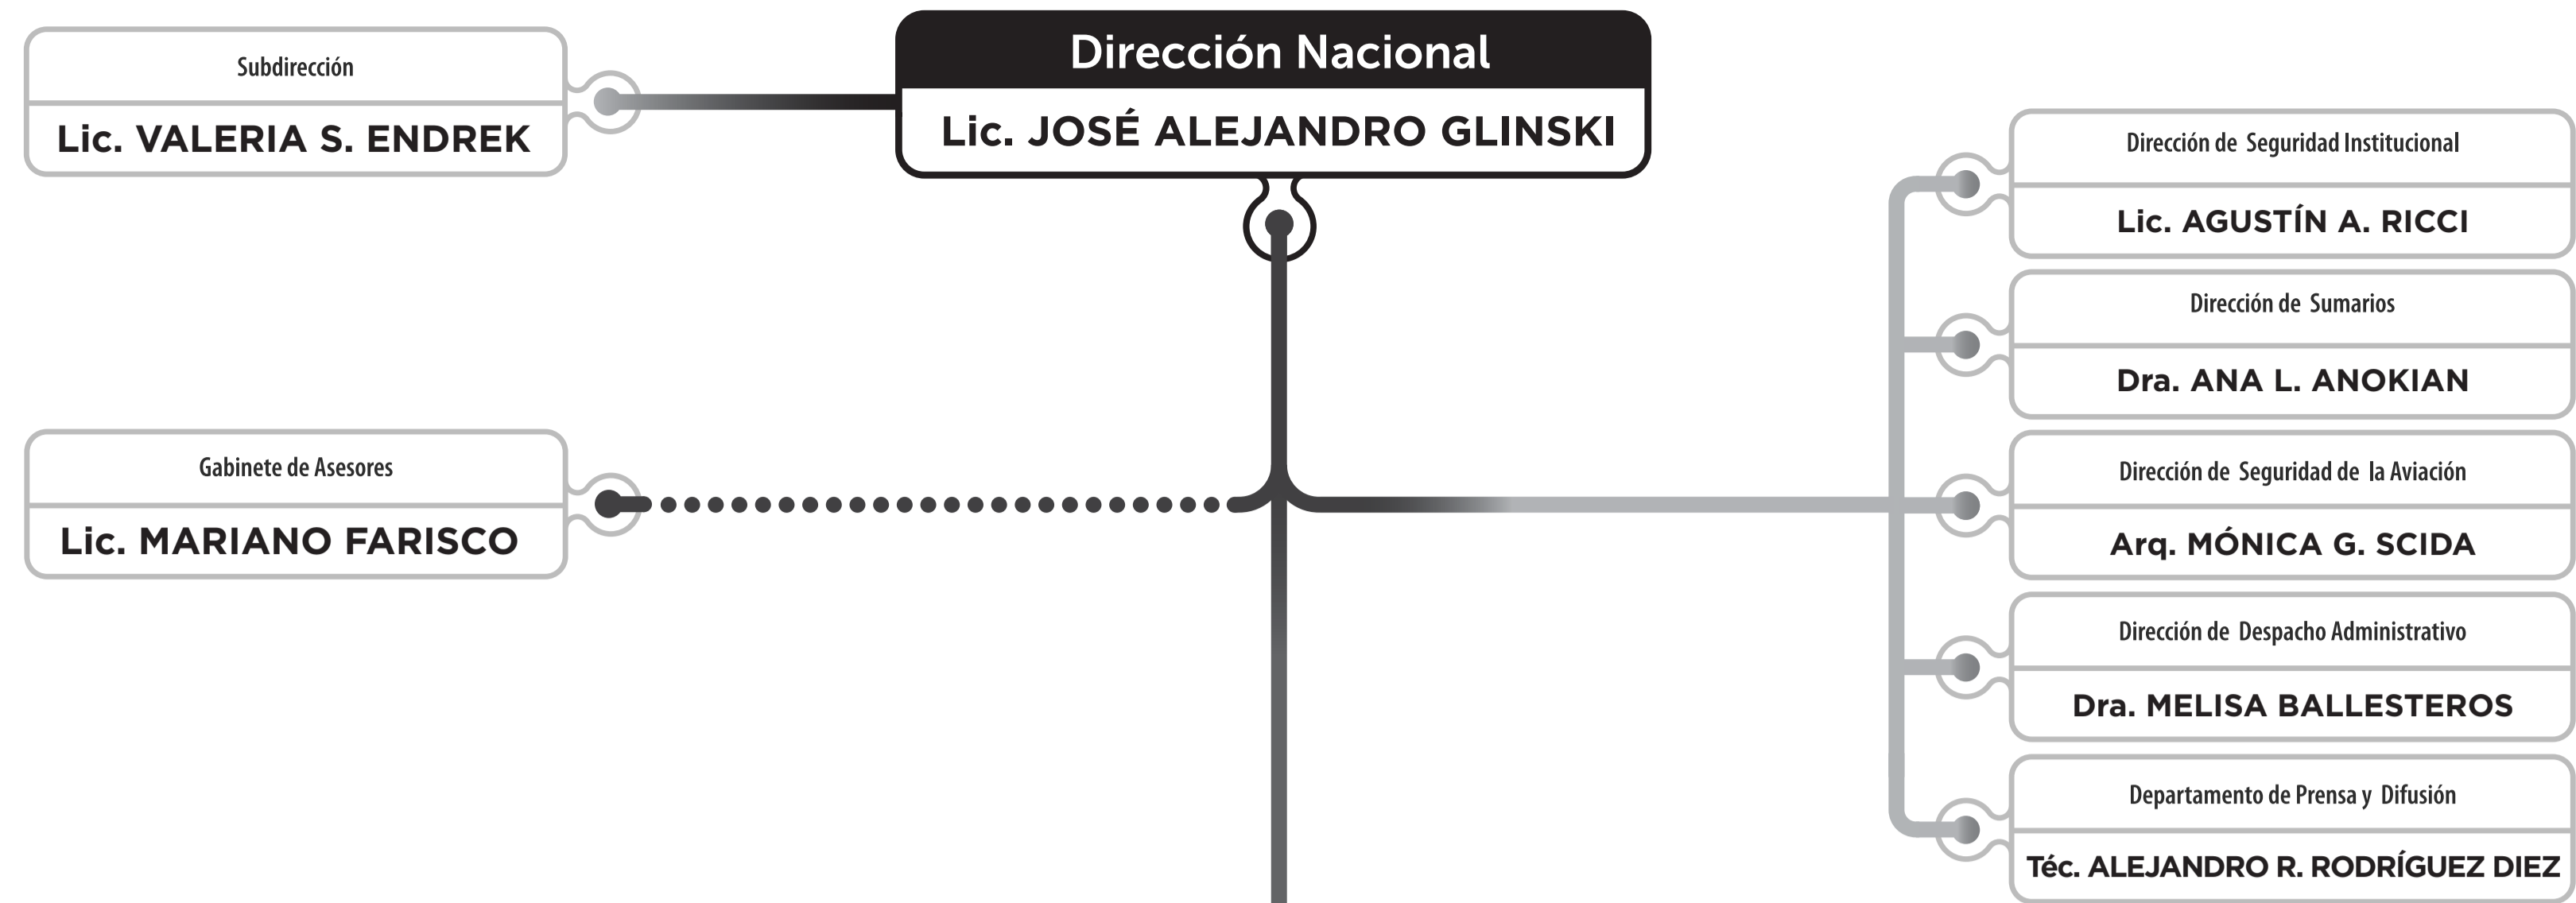 Subdirección
Lic. VALERIA S. ENDREK
Dirección Nacional
Lic. JOSÉ ALEJANDRO GLINSKI
Gabinete de Asesores
Lic. MARIANO FARISCO
Dirección de Seguridad Institucional
Lic. AGUSTÍN A. RICCI
Dirección de Sumarios
Dra. ANA L. ANOKIAN
Dirección de Seguridad de la Aviación
Arq. MÓNICA G. SCIDA
Dirección de Despacho Administrativo
Dra. MELISA BALLESTEROS
Departamento de Prensa y Difusión
Téc. ALEJANDRO R. RODRÍGUEZ DIEZ